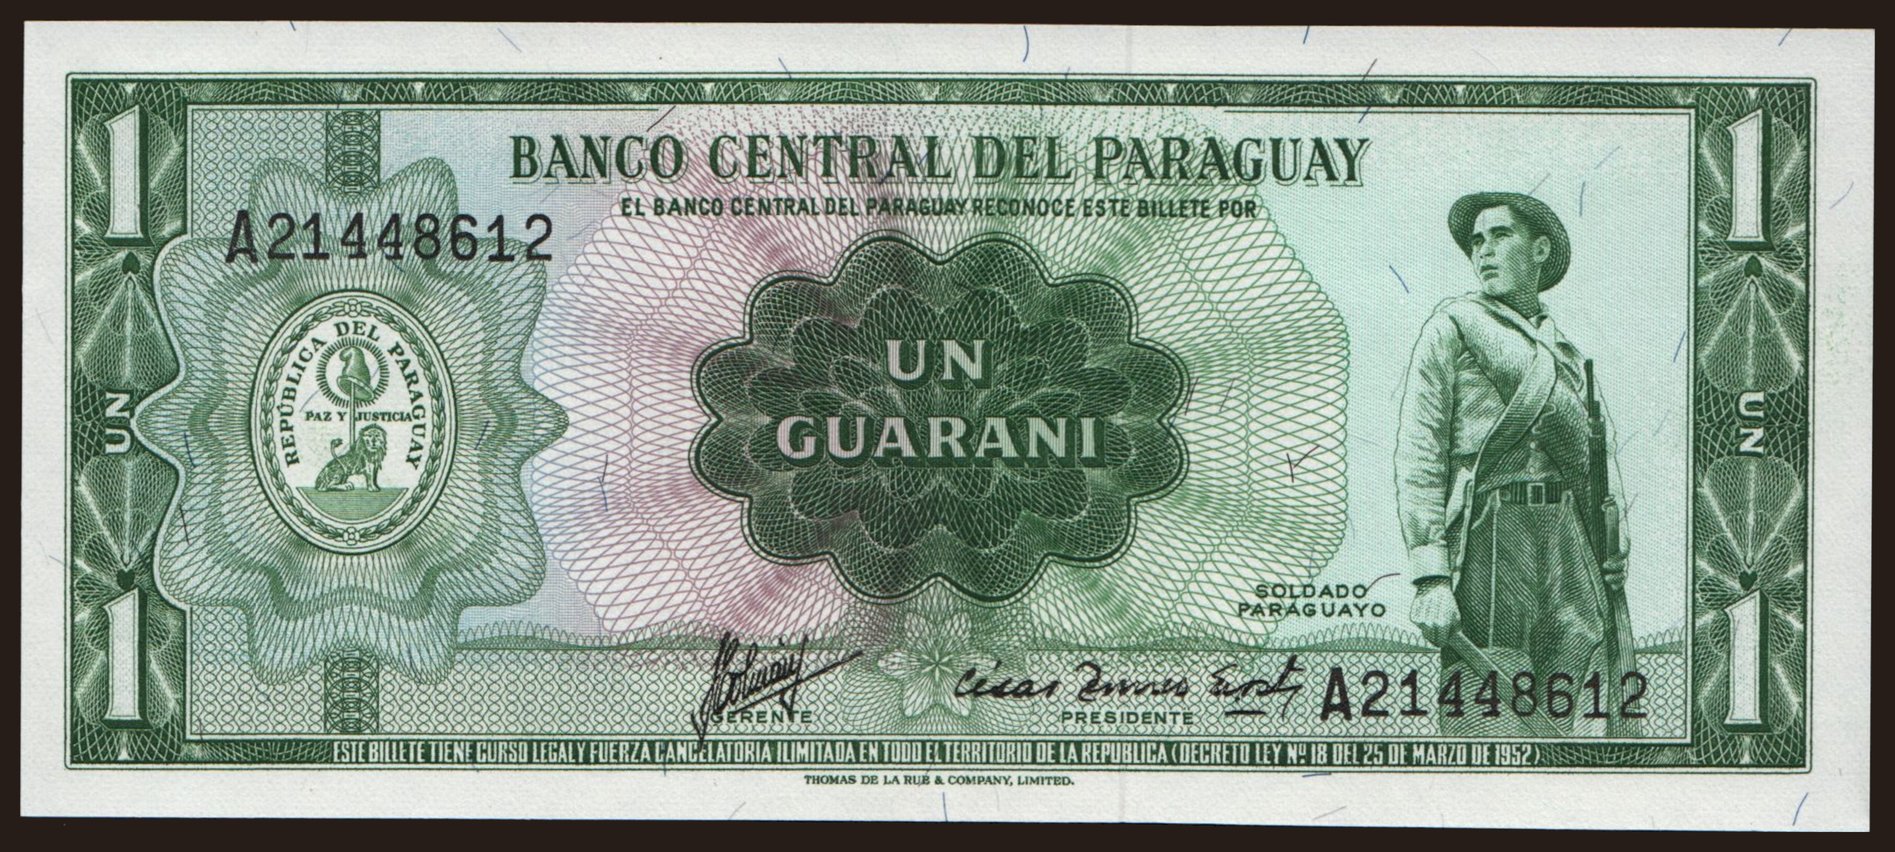 1
1
BANCO CENTRAL DEL PARAGUAY
EL BANCO CENTRAL DEL PARAGUAY RECONOCE ESTE BILLETE POR
A21448612
REPÚBLICA DEL PARAGUAY
PAZ Y JUSTICIA
UN
GUARANI
UN
UN
SOLDADO
PARAGUAYO
1
1
GERENTE
PRESIDENTE
A21448612
ESTE BILLETE TIENE CURSO LEGAL Y FUERZA CANCELATORIA ILIMITADA EN TODO EL TERRITORIO DE LA REPUBLICA (DECRETO LEY Nº 18 DEL 25 DE MARZO DE 1952)
THOMAS DE LA RUE & COMPANY, LIMITED.